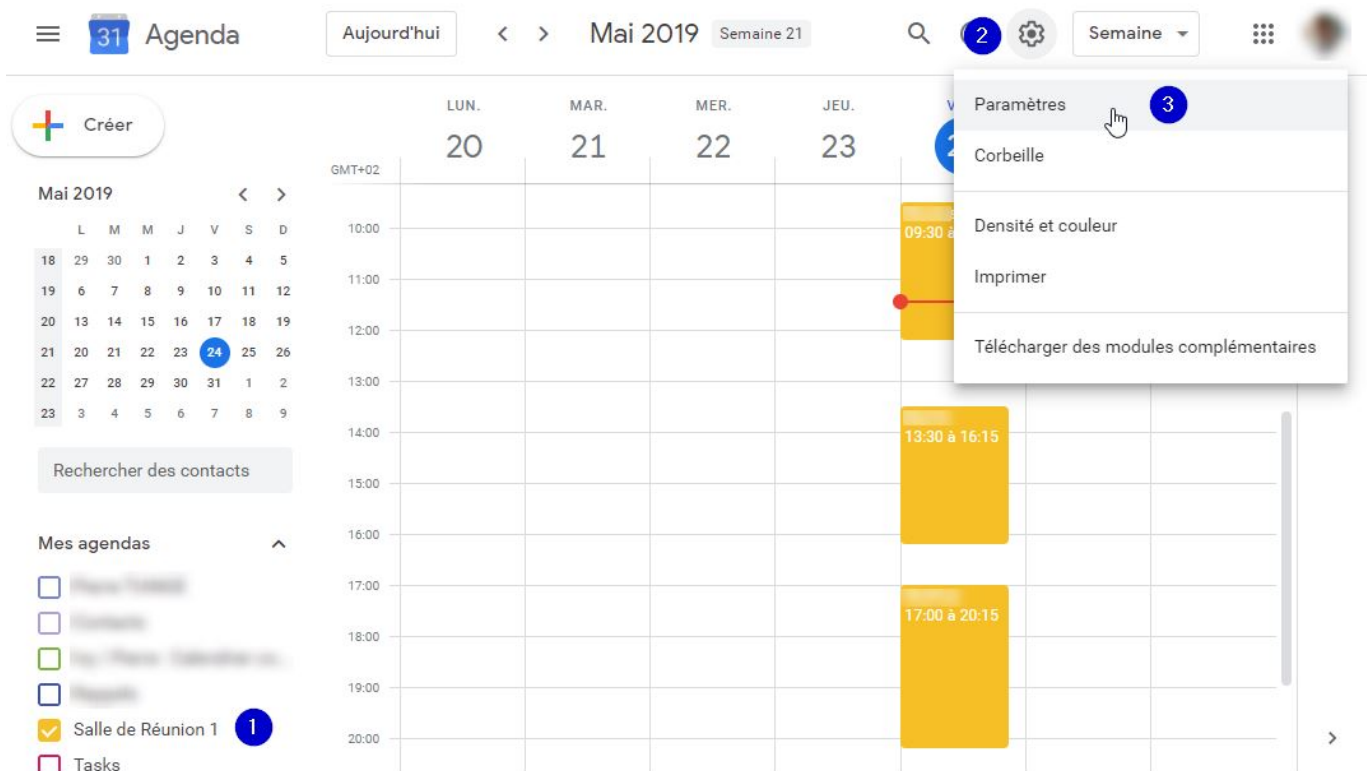 31 Agenda Aujourd'hui < > Mai 2019 Semaine 21 2 Semaine
Créer
LUN. MAR. MER. JEU. V
20 21 22 23 2
GMT+02
Paramètres 3
Corbeille
Densité et couleur
Imprimer
Télécharger des modules complémentaires
Mai 2019 < >
L M M J V S D
18 29 30 1 2 3 4 5
19 6 7 8 9 10 11 12
20 13 14 15 16 17 18 19
21 20 21 22 23 24 25 26
22 27 28 29 30 31 1 2
23 3 4 5 6 7 8 9
Rechercher des contacts
Mes agendas
Salle de Réunion 1 1
Tasks
10:00
09:30 à
11:00
12:00
13:00
14:00
13:30 à 16:15
15:00
16:00
17:00
17:00 à 20:15
18:00
19:00
20:00